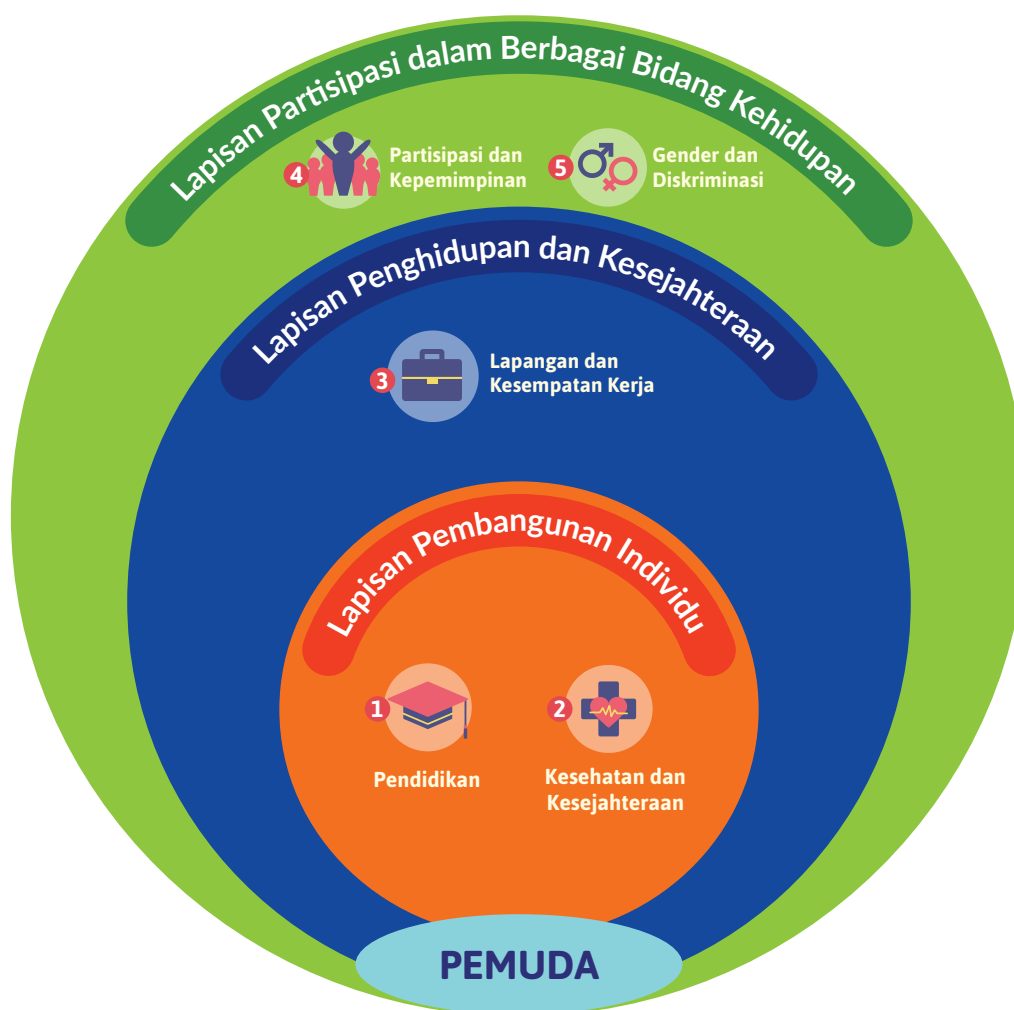 Lapisan Partisipasi dalam Berbagai Bidang Kehidupan
4
Partisipasi dan
Kepemimpinan
5
Gender dan
Diskriminasi
Lapisan Penghidupan dan Kesejahteraan
3
Lapangan dan
Kesempatan Kerja
Lapisan Pembangunan Individu
1
Pendidikan
2
Kesehatan dan
Kesejahteraan
PEMUDA